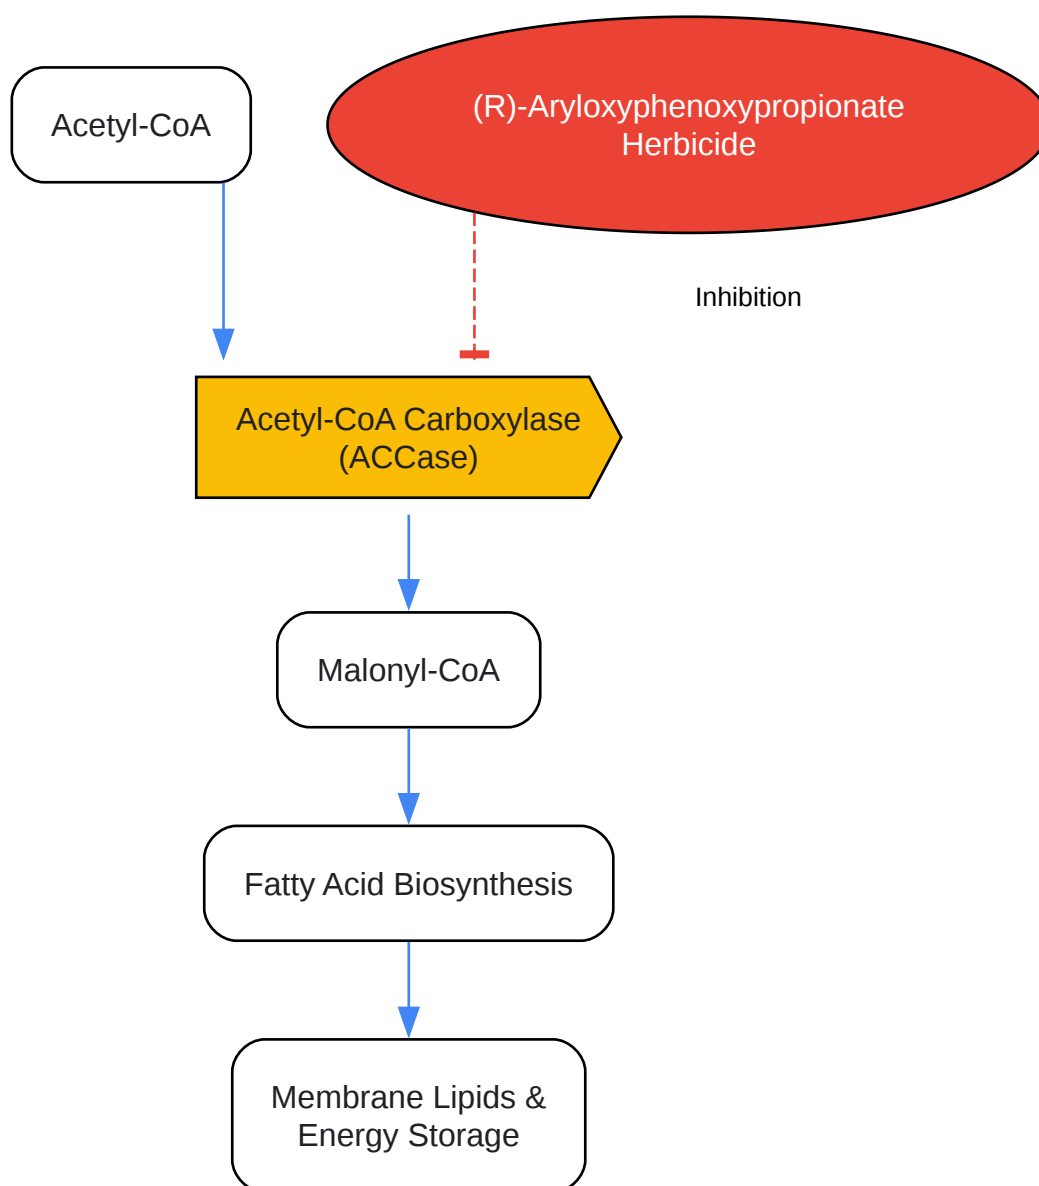 Acetyl-CoA
(R)-Aryloxyphenoxypropionate
Herbicide
Inhibition
Acetyl-CoA Carboxylase
(ACCase)
Malonyl-CoA
Fatty Acid Biosynthesis
Membrane Lipids &
Energy Storage